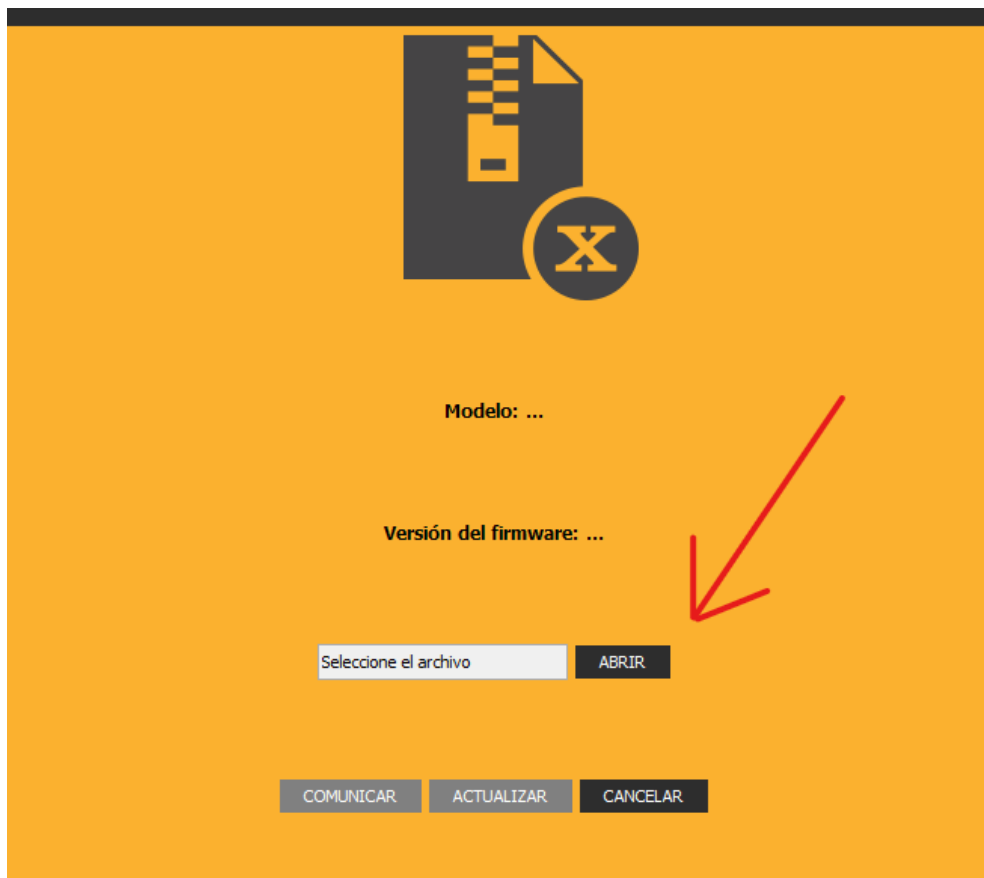 X
Modelo: ...
Versión del firmware: ...
Seleccione el archivo ABRIR
COMUNICAR ACTUALIZAR CANCELAR